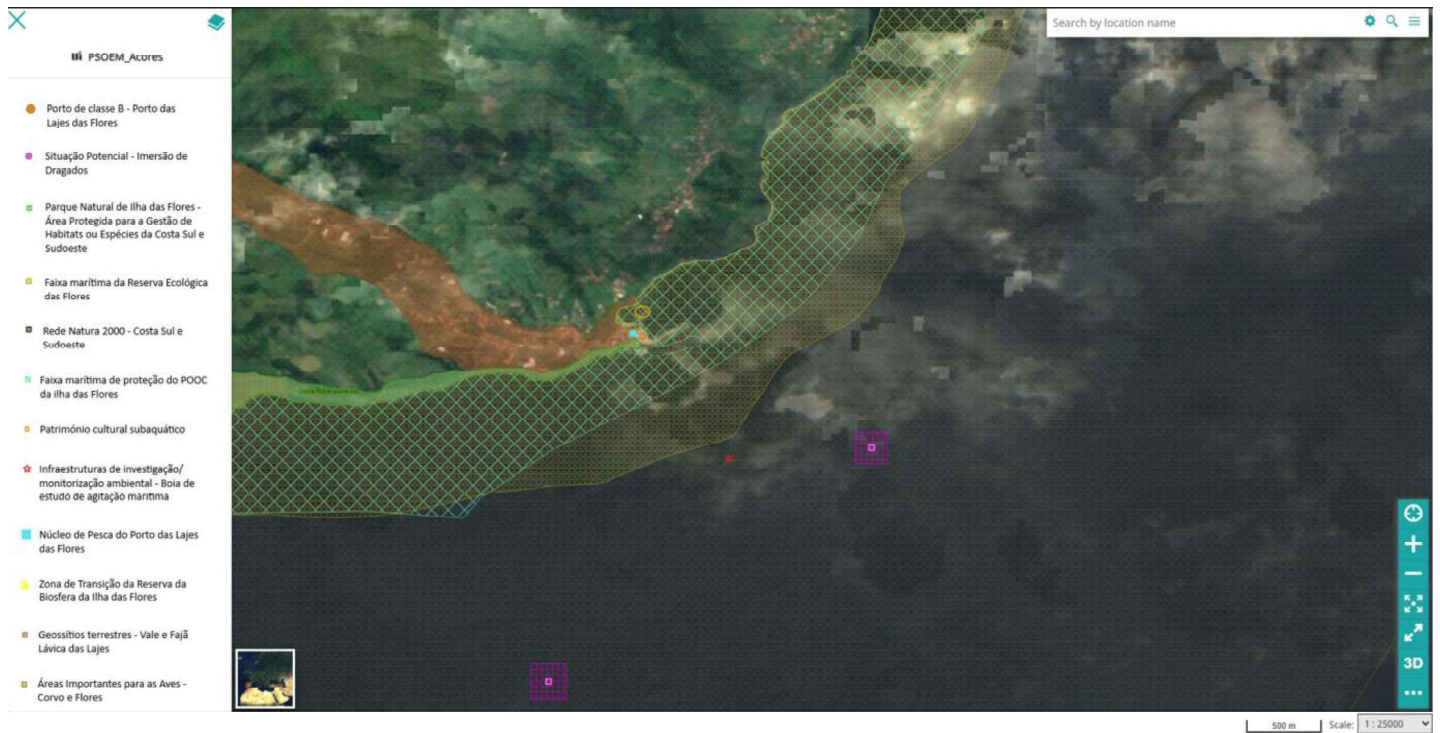 Search by location name
PSOEM_Acores
Porto de classe B - Porto das
Lajes das Flores
Situação Potencial - Imersão de
Dragados
Parque Natural de Ilha das Flores -
Área Protegida para a Gestão de
Habitats ou Espécies da Costa Sul e
Sudoeste
Faixa marítima da Reserva Ecológica
das Flores
Rede Natura 2000 - Costa Sul e
Sudoeste
Faixa marítima de proteção do POOC
da ilha das Flores
Património cultural subaquático
Infraestruturas de investigação/
monitorização ambiental - Boia de
estudo de agitação maritima
Núcleo de Pesca do Porto das Lajes
das Flores
Zona de Transição da Reserva da
Biosfera da Ilha das Flores
Geossítios terrestres - Vale e Fajã
Lávica das Lajes
Áreas Importantes para as Aves -
Corvo e Flores
3D
500 m
Scale:
1 : 25000